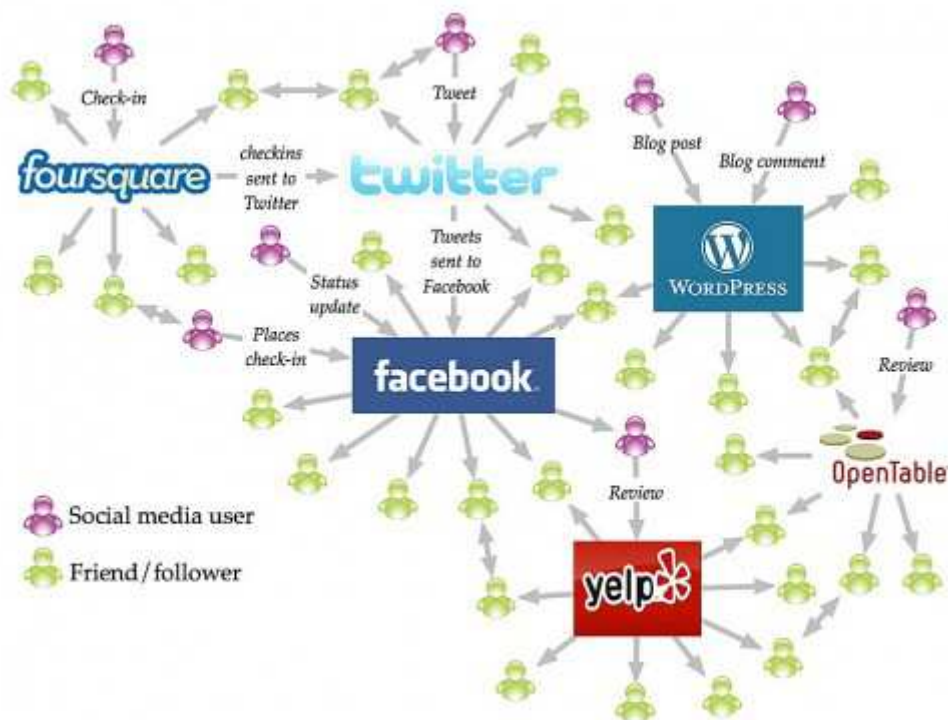 Check-in
Tweet
Blog post
Blog comment
foursquare
checkins
sent to
Twitter
twitter
Tweets
sent to
Facebook
Status
update
WORDPRESS
Places
check-in
facebook
Review
Review
OpenTable
Social media user
Friend/follower
yelp